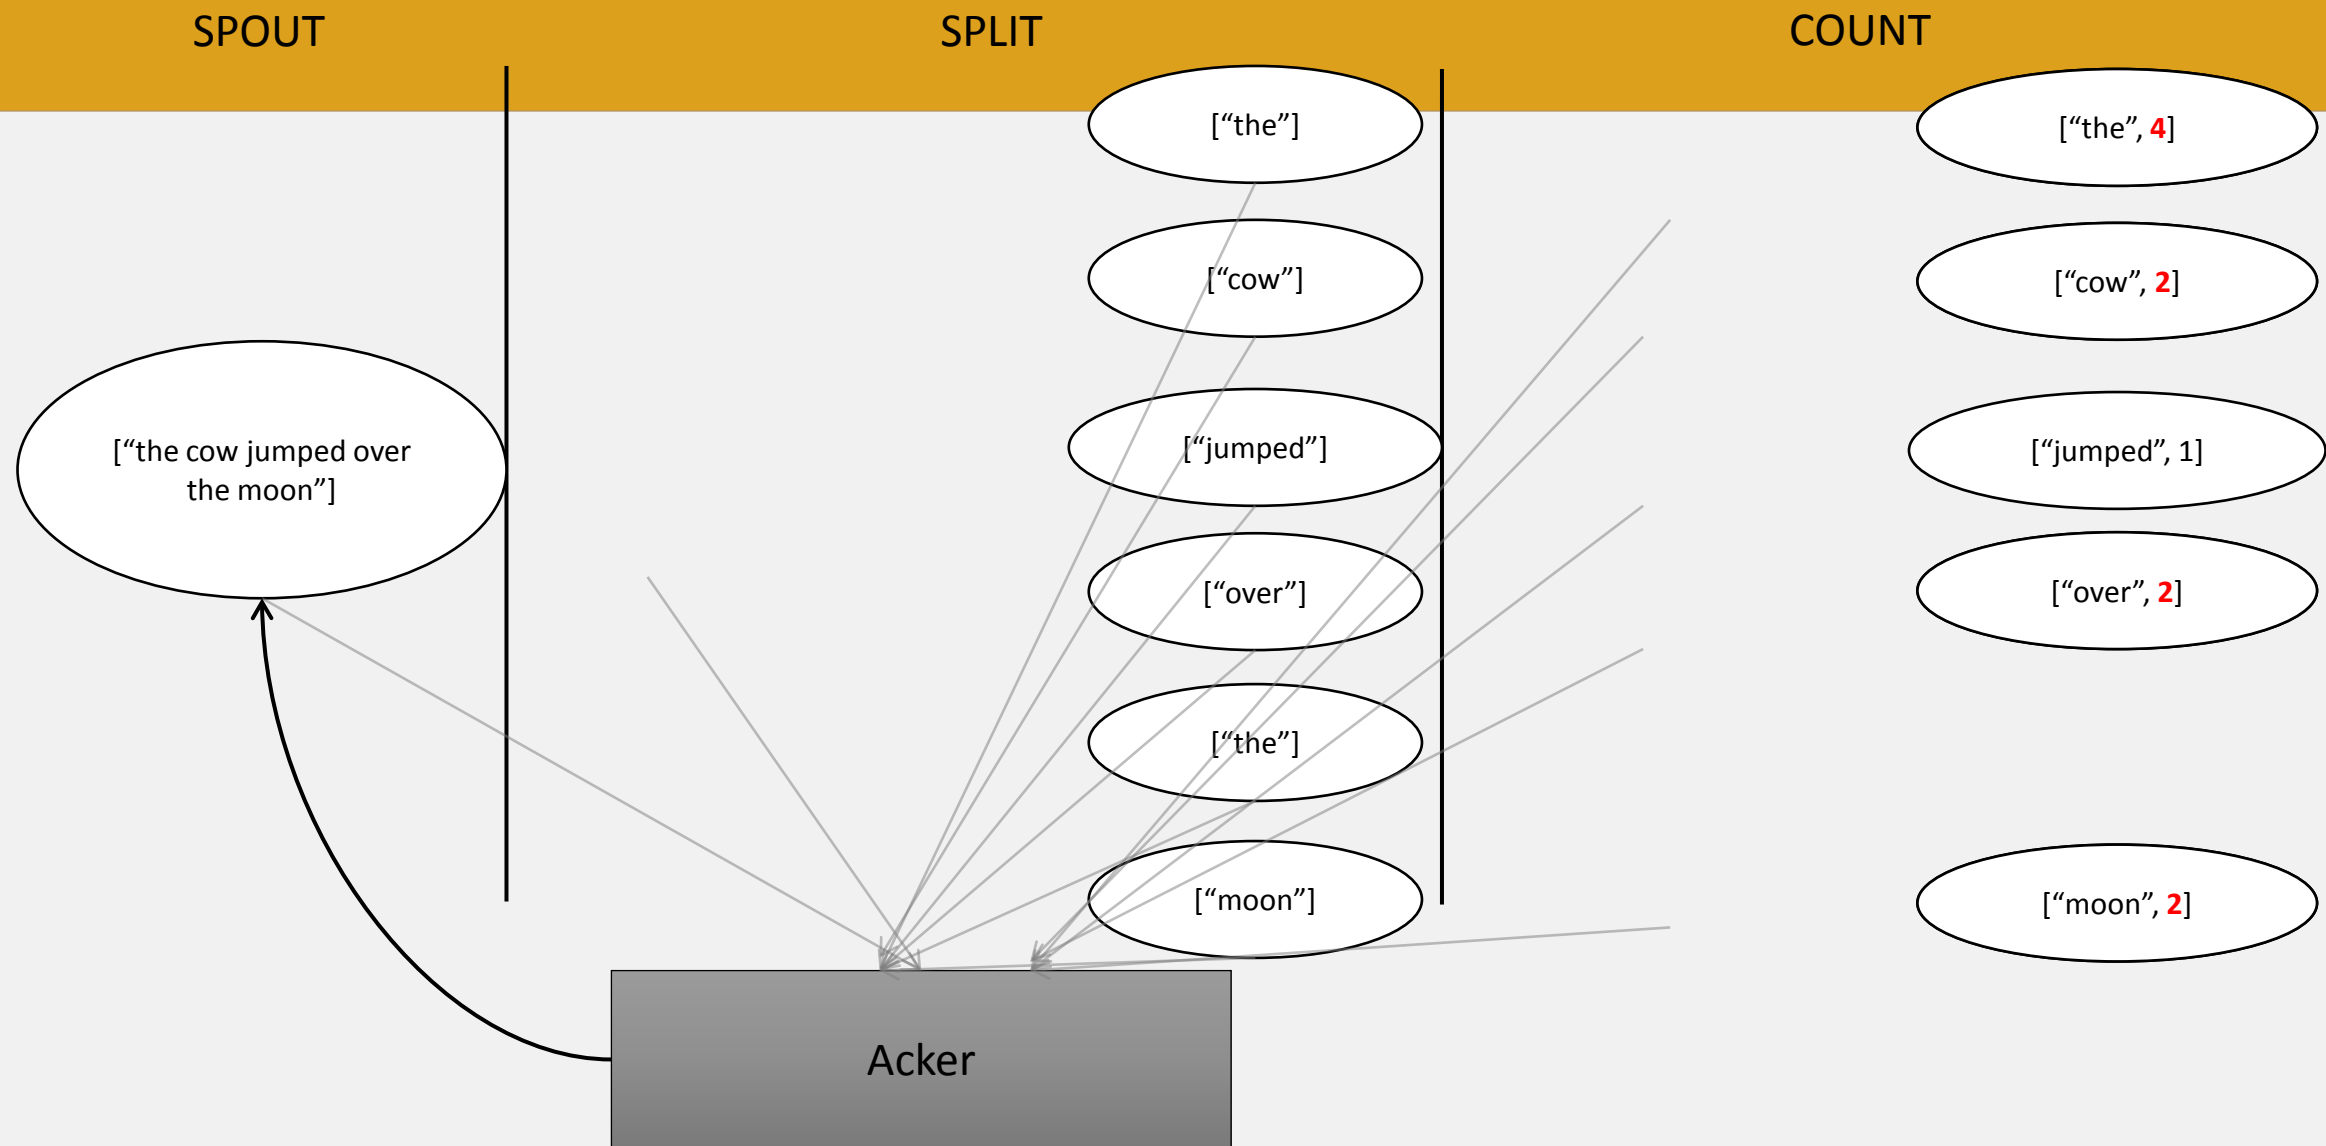 SPOUT
SPLIT
COUNT
[“the”]
[“the”, 4]
[“cow”]
[“cow”, 2]
[“the cow jumped over
the moon”]
[“jumped”]
[“jumped”, 1]
[“over”]
[“over”, 2]
[“the”]
[“moon”]
[“moon”, 2]
Acker